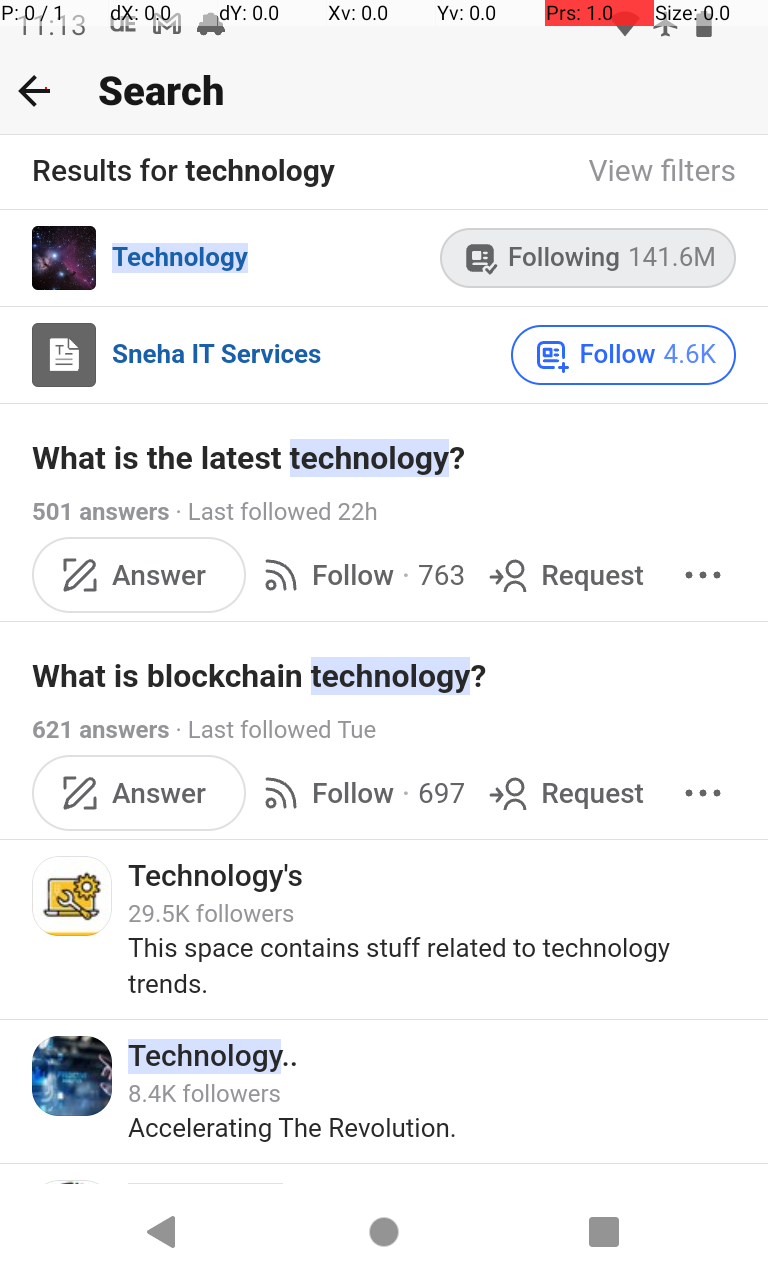 P: 0 / 1 dX: 0.0 dY: 0.0 Xv: 0.0 Yv: 0.0 Prs: 1.0 Size: 0.0
11:13
Search
Results for technology View filters
Technology Following 141.6M
Sneha IT Services Follow 4.6K
What is the latest technology?
501 answers · Last followed 22h
Answer Follow · 763 Request
What is blockchain technology?
621 answers · Last followed Tue
Answer Follow · 697 Request
Technology's
29.5K followers
This space contains stuff related to technology
trends.
Technology..
8.4K followers
Accelerating The Revolution.